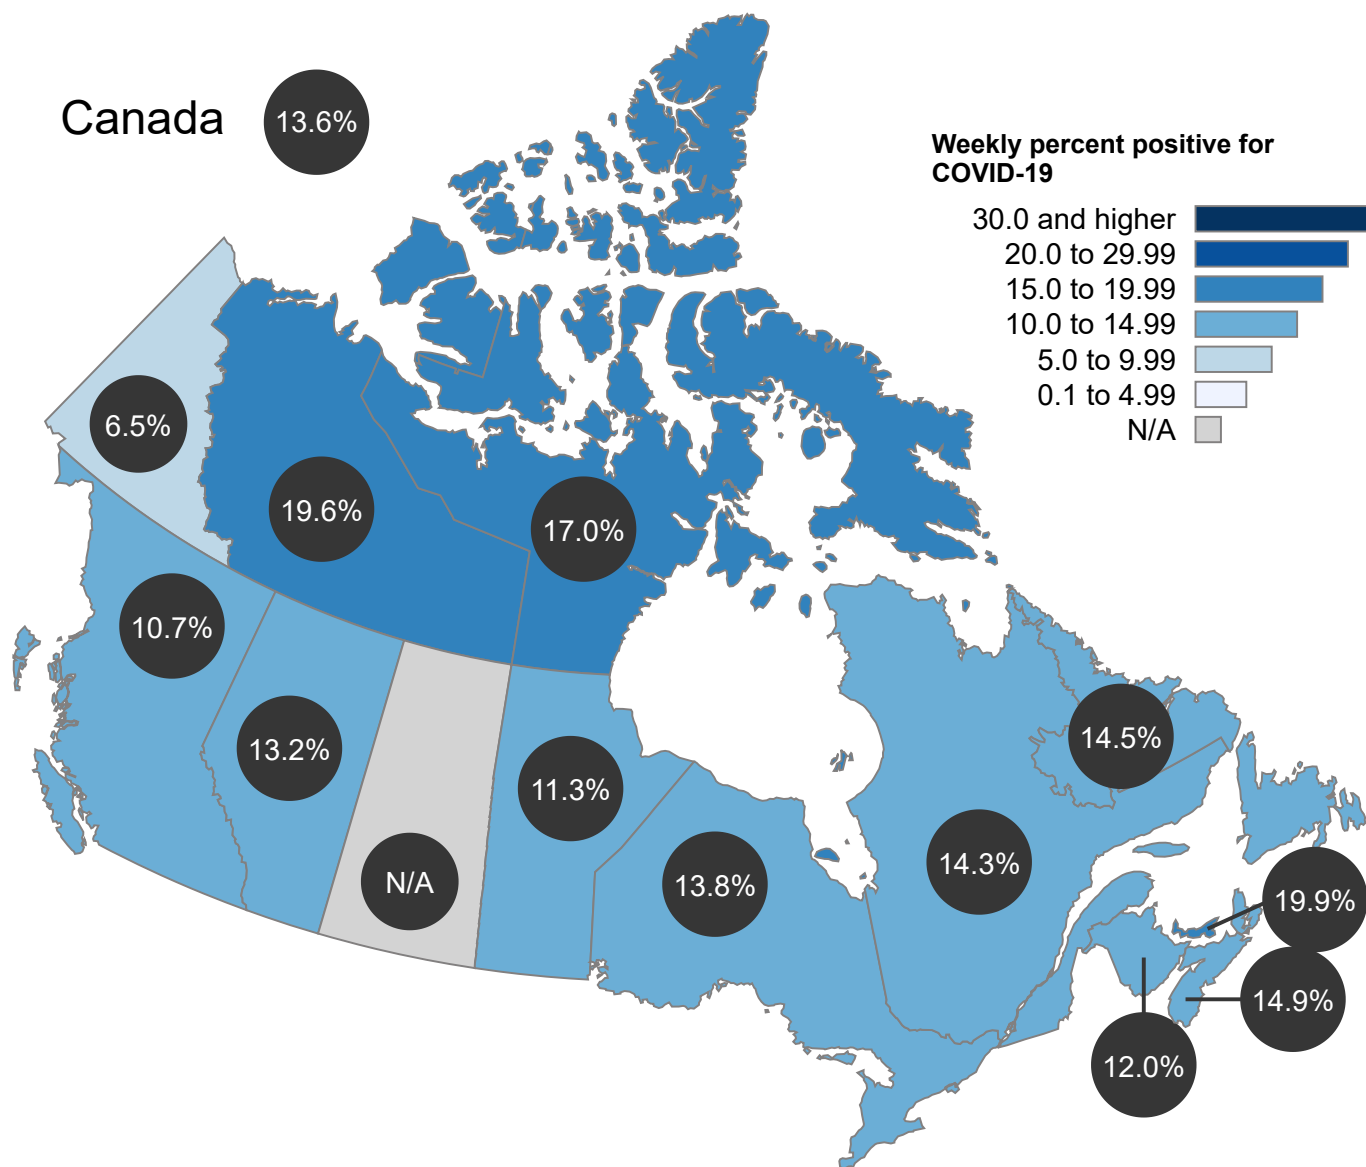 Canada
13.6%
Weekly percent positive for
COVID-19
30.0 and higher
20.0 to 29.99
15.0 to 19.99
10.0 to 14.99
5.0 to 9.99
0.1 to 4.99
N/A
6.5%
19.6%
17.0%
10.7%
13.2%
N/A
11.3%
13.8%
14.3%
14.5%
19.9%
14.9%
12.0%